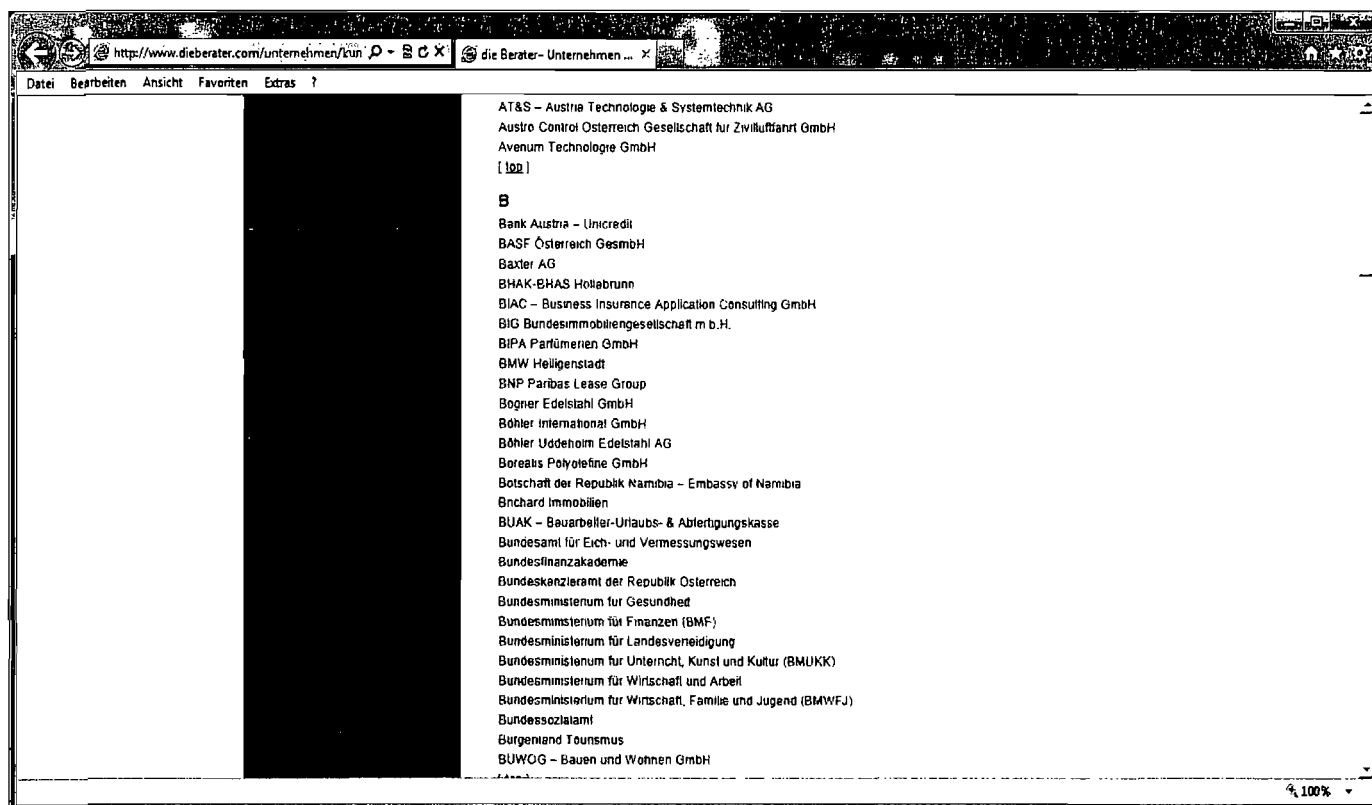 http://www.dieberater.com/unternehmen/kun
die Berater- Unternehmen ...
Datei Bearbeiten Ansicht Favoriten Extras ?
AT&S – Austria Technologie & Systemtechnik AG
Austro Control Osterreich Gesellschaft fur Zivilluftfahrt GmbH
Avenum Technologie GmbH
[ top ]
B
Bank Austria – Unicredit
BASF Österreich GesmbH
Baxter AG
BHAK-BHAS Hollabrunn
BIAC – Business Insurance Application Consulting GmbH
BIG Bundesimmobiliengesellschaft m b.H.
BIPA Parfümerien GmbH
BMW Heiligenstadt
BNP Paribas Lease Group
Bogner Edelstahl GmbH
Böhler International GmbH
Böhler Uddeholm Edelstahl AG
Borealis Polyolefine GmbH
Botschaft der Republik Namibia – Embassy of Namibia
Brichard Immobilien
BUAK – Bauarbeiter-Urlaubs- & Abfertigungskasse
Bundesamt für Eich- und Vermessungswesen
Bundesfinanzakademie
Bundeskanzleramt der Republik Osterreich
Bundesministerium fur Gesundheit
Bundesministerium für Finanzen (BMF)
Bundesministerium für Landesverteidigung
Bundesministerium fur Unterricht, Kunst und Kultur (BMUKK)
Bundesministerium für Wirtschaft und Arbeit
Bundesministerium fur Wirtschaft, Familie und Jugend (BMWFJ)
Bundessozialamt
Burgenland Tourismus
BUWOG – Bauen und Wohnen GmbH
100%